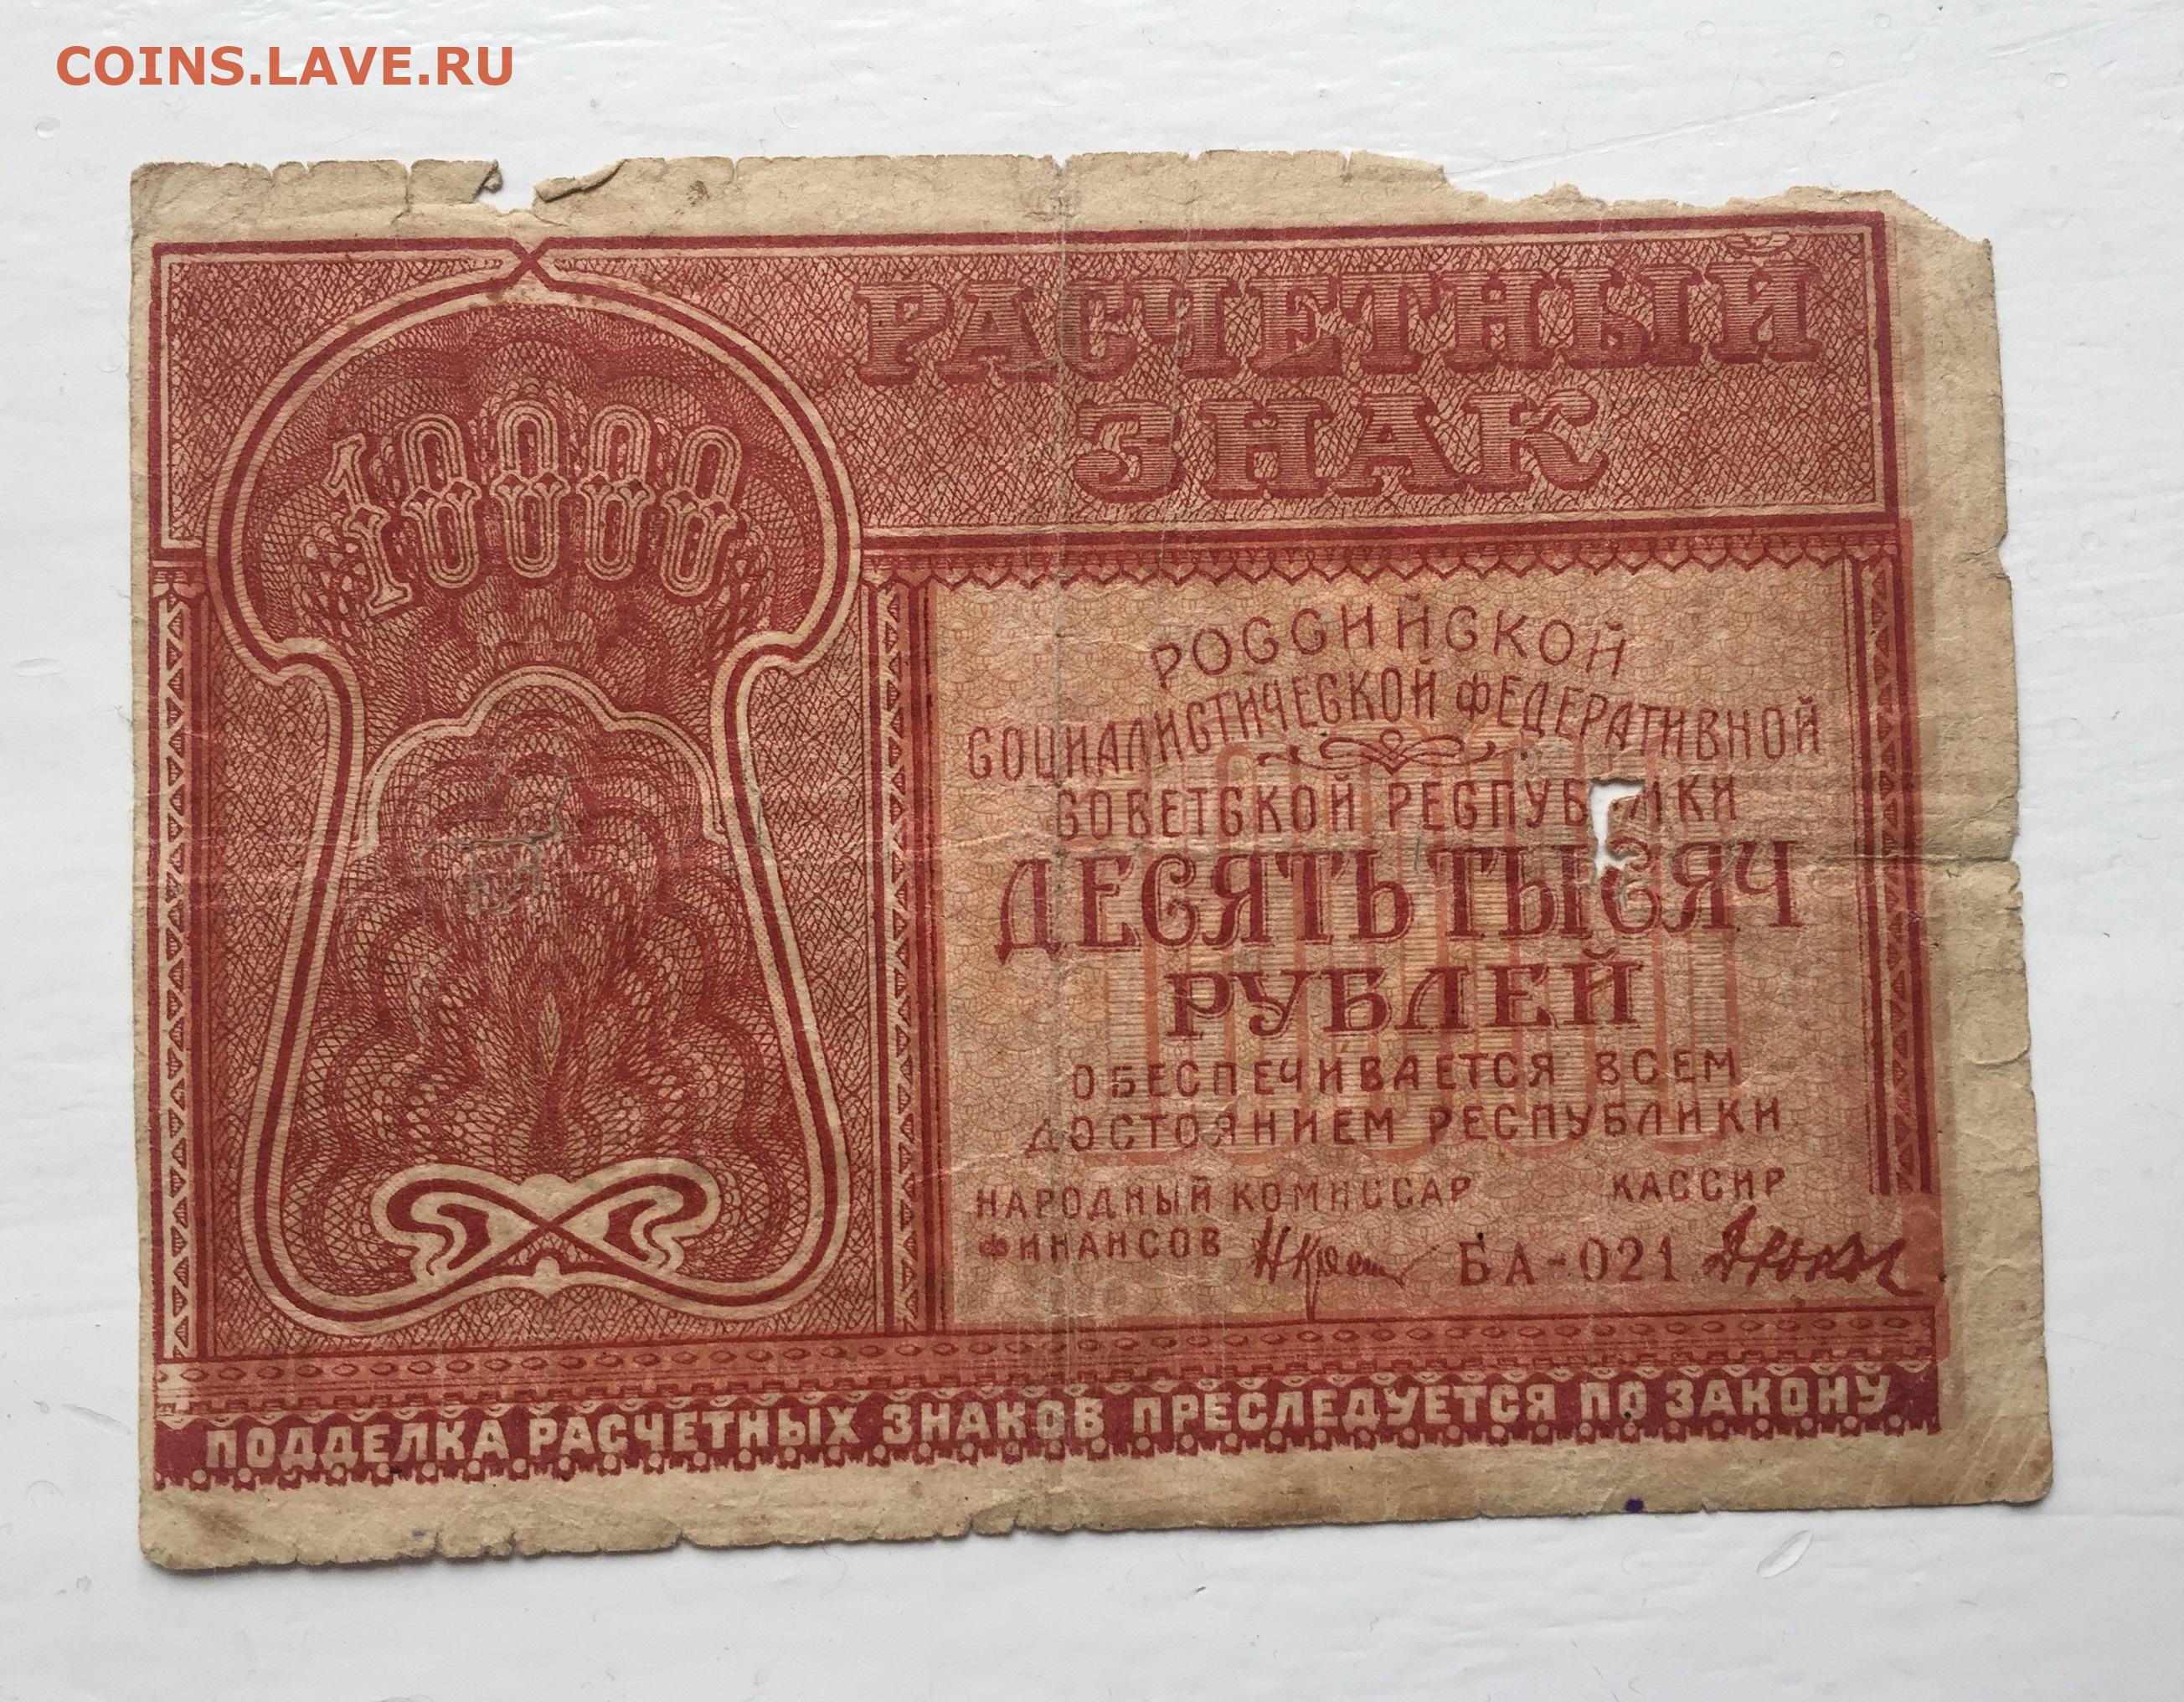 COINS.LAVE.RU
РАСЧЕТНЫЙ
ЗНАК
10000
РОССИЙСКОЙ
СОЦИАЛИСТИЧЕСКОЙ ФЕДЕРАТИВНОЙ
СОВЕТСКОЙ РЕСПУБЛИКИ
ДЕСЯТЬ ТЫСЯЧ
РУБЛЕЙ
ОБЕСПЕЧИВАЕТСЯ ВСЕМ
ДОСТОЯНИЕМ РЕСПУБЛИКИ
НАРОДНЫЙ КОМИССАР КАССИР
ФИНАНСОВ БА-021
ПОДДЕЛКА РАСЧЕТНЫХ ЗНАКОВ ПРЕСЛЕДУЕТСЯ ПО ЗАКОНУ